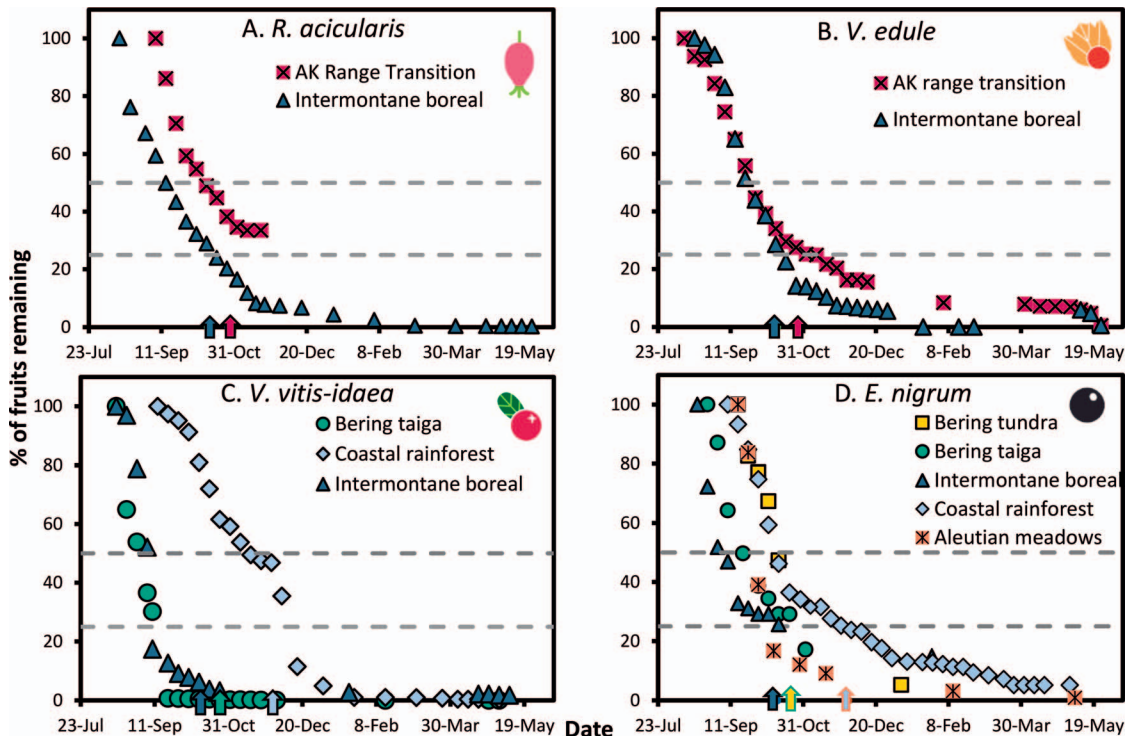 A. R. acicularis
AK Range Transition
Intermontane boreal
100
80
60
40
20
0
23-Jul 11-Sep 31-Oct 20-Dec 8-Feb 30-Mar 19-May
B. V. edule
AK range transition
Intermontane boreal
100
80
60
40
20
0
23-Jul 11-Sep 31-Oct 20-Dec 8-Feb 30-Mar 19-May
% of fruits remaining
C. V. vitis-idaea
Bering taiga
Coastal rainforest
Intermontane boreal
100
80
60
40
20
0
23-Jul 11-Sep 31-Oct 20-Dec 8-Feb 30-Mar 19-May
D. E. nigrum
Bering tundra
Bering taiga
Intermontane boreal
Coastal rainforest
Aleutian meadows
100
80
60
40
20
0
23-Jul 11-Sep 31-Oct 20-Dec 8-Feb 30-Mar 19-May
Date